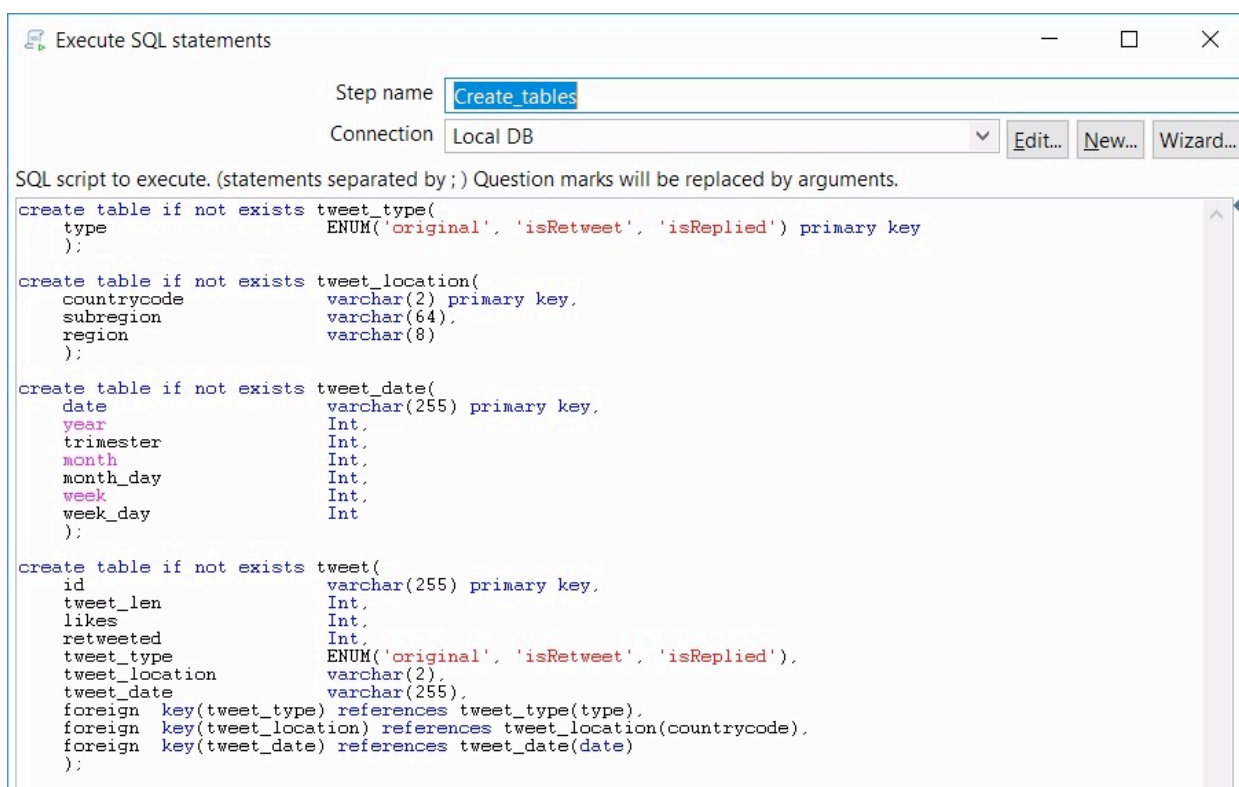 Execute SQL statements
Step name Create_tables
Connection Local DB Edit... New... Wizard...
SQL script to execute. (statements separated by ; ) Question marks will be replaced by arguments.
create table if not exists tweet_type(
    type ENUM('original', 'isRetweet', 'isReplied') primary key
    );
create table if not exists tweet_location(
    countrycode varchar(2) primary key,
    subregion varchar(64),
    region varchar(8)
    );
create table if not exists tweet_date(
    date varchar(255) primary key,
    year Int,
    trimester Int,
    month Int,
    month_day Int,
    week Int,
    week_day Int
    );
create table if not exists tweet(
    id varchar(255) primary key,
    tweet_len Int,
    likes Int,
    retweeted Int,
    tweet_type ENUM('original', 'isRetweet', 'isReplied'),
    tweet_location varchar(2),
    tweet_date varchar(255),
    foreign  key(tweet_type) references tweet_type(type),
    foreign  key(tweet_location) references tweet_location(countrycode),
    foreign  key(tweet_date) references tweet_date(date)
    );